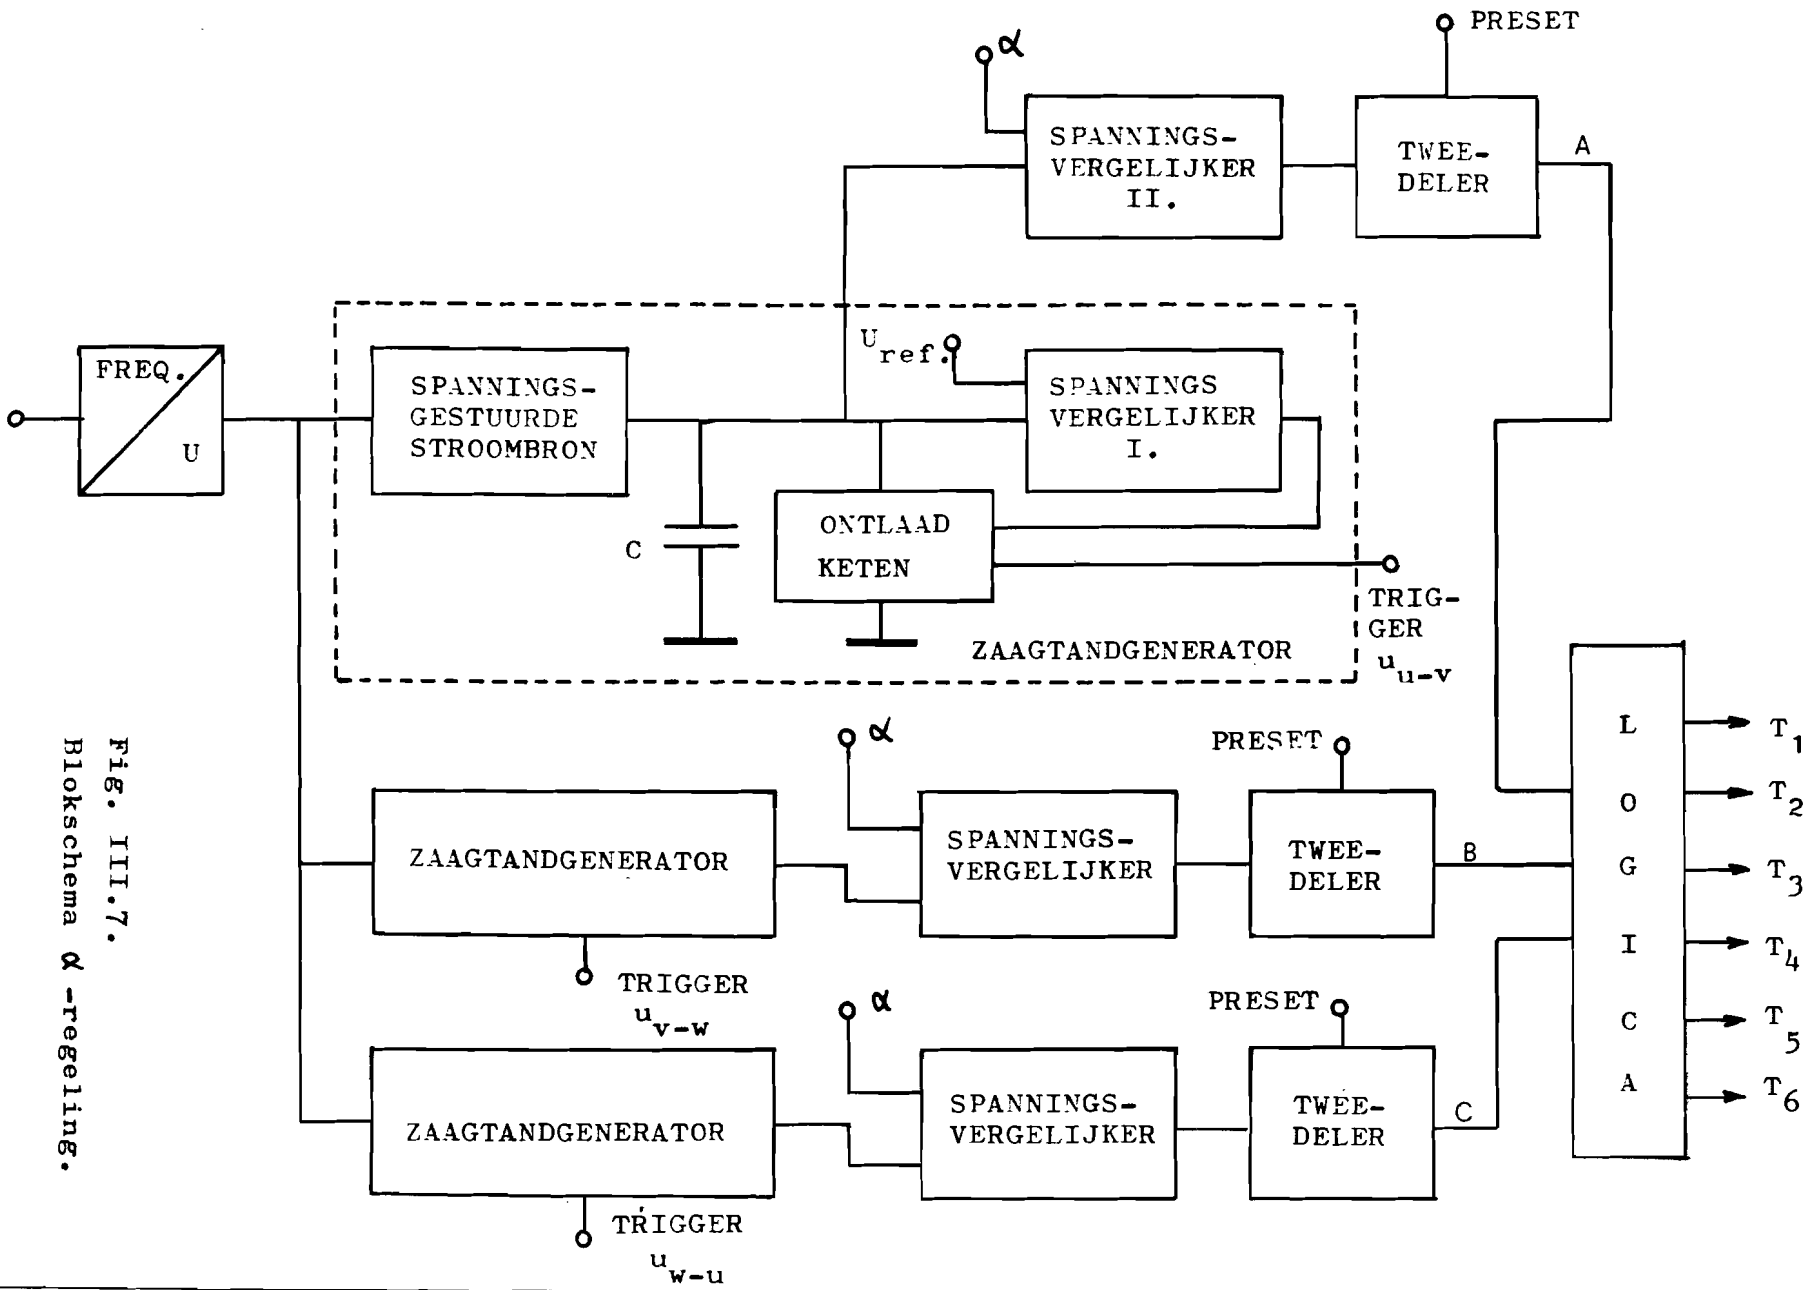 PRESET
α
SPANNINGS-
VERGELIJKER
II.
TWEE-
DELER
A
FREQ.
U
SPANNINGS-
GESTUURDE
STROOMBRON
U ref.
SPANNINGS
VERGELIJKER
I.
C
ONTLAAD
KETEN
TRIG-
GER
u u-v
ZAAGTANDGENERATOR
α
PRESET
ZAAGTANDGENERATOR
SPANNINGS-
VERGELIJKER
TWEE-
DELER
B
TRIGGER
u v-w
α
PRESET
ZAAGTANDGENERATOR
SPANNINGS-
VERGELIJKER
TWEE-
DELER
C
TRIGGER
u w-u
L
O
G
I
C
A
T1
T2
T3
T4
T5
T6
Fig. III.7.
Blokschema α -regeling.